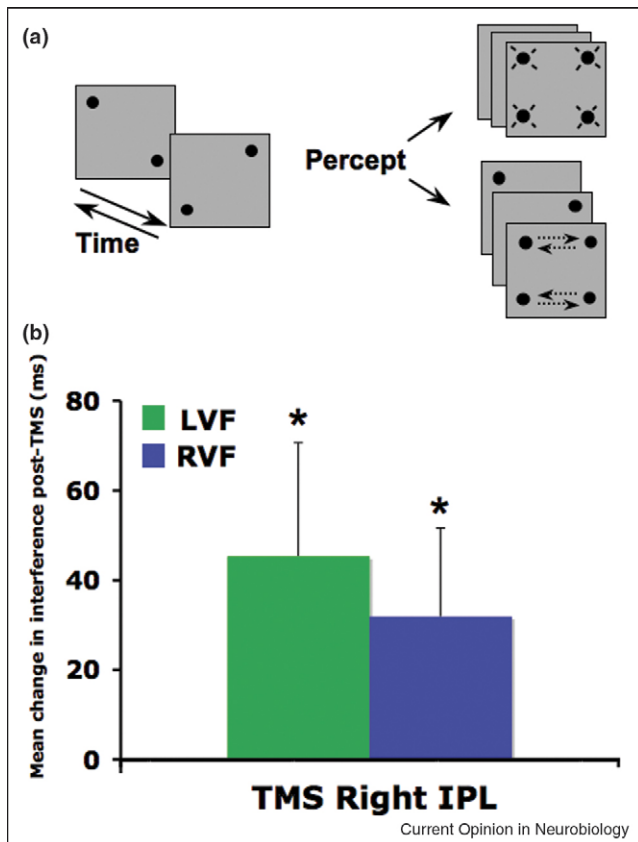 (a)
Percept
Time
(b)
Mean change in interference post-TMS (ms)
80
60
40
20
0
LVF
RVF
*
*
TMS Right IPL
Current Opinion in Neurobiology